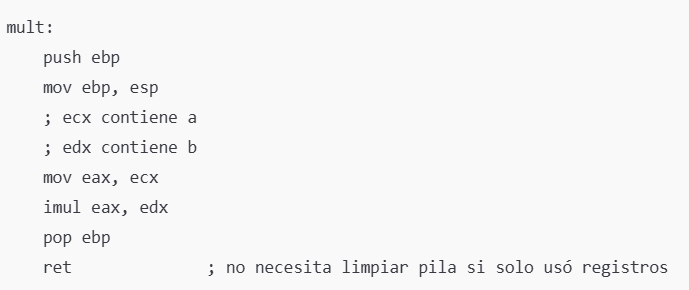 mult:
    push ebp
    mov ebp, esp
    ; ecx contiene a
    ; edx contiene b
    mov eax, ecx
    imul eax, edx
    pop ebp
    ret             ; no necesita limpiar pila si solo usó registros